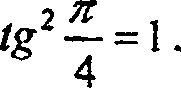 tg² π/4 = 1.